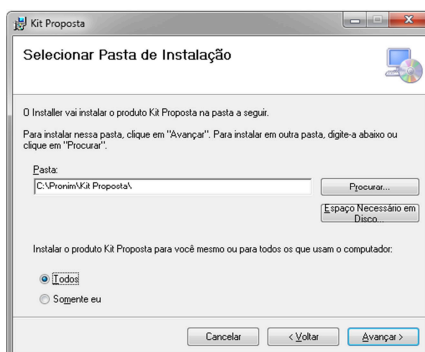 Kit Proposta
Selecionar Pasta de Instalação
O Installer vai instalar o produto Kit Proposta na pasta a seguir.
Para instalar nessa pasta, clique em "Avançar". Para instalar em outra pasta, digite-a abaixo ou
clique em "Procurar".
Pasta:
C:\Pronim\Kit Proposta\
Procurar...
Espaço Necessário em
Disco...
Instalar o produto Kit Proposta para você mesmo ou para todos os que usam o computador:
Todos
Somente eu
Cancelar
< Voltar
Avançar >